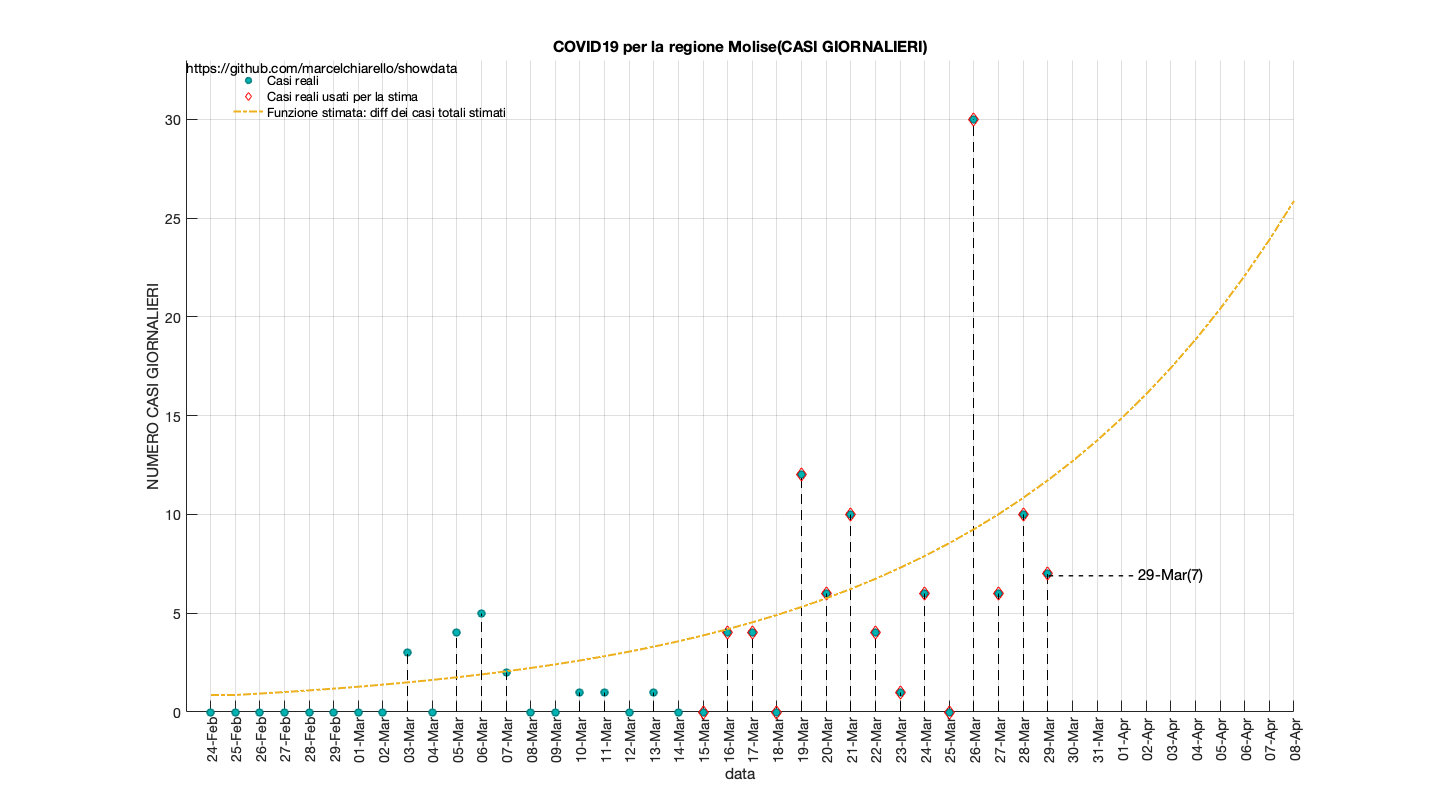 COVID19 per la regione Molise(CASI GIORNALIERI)
https://github.com/marcelchiarello/showdata
Casi reali
Casi reali usati per la stima
Funzione stimata: diff dei casi totali stimati
NUMERO CASI GIORNALIERI
30
25
20
15
10
5
0
29-Mar(7)
24-Feb
25-Feb
26-Feb
27-Feb
28-Feb
29-Feb
01-Mar
02-Mar
03-Mar
04-Mar
05-Mar
06-Mar
07-Mar
08-Mar
09-Mar
10-Mar
11-Mar
12-Mar
13-Mar
14-Mar
15-Mar
16-Mar
17-Mar
18-Mar
19-Mar
20-Mar
21-Mar
22-Mar
23-Mar
24-Mar
25-Mar
26-Mar
27-Mar
28-Mar
29-Mar
30-Mar
31-Mar
01-Apr
02-Apr
03-Apr
04-Apr
05-Apr
06-Apr
07-Apr
08-Apr
data